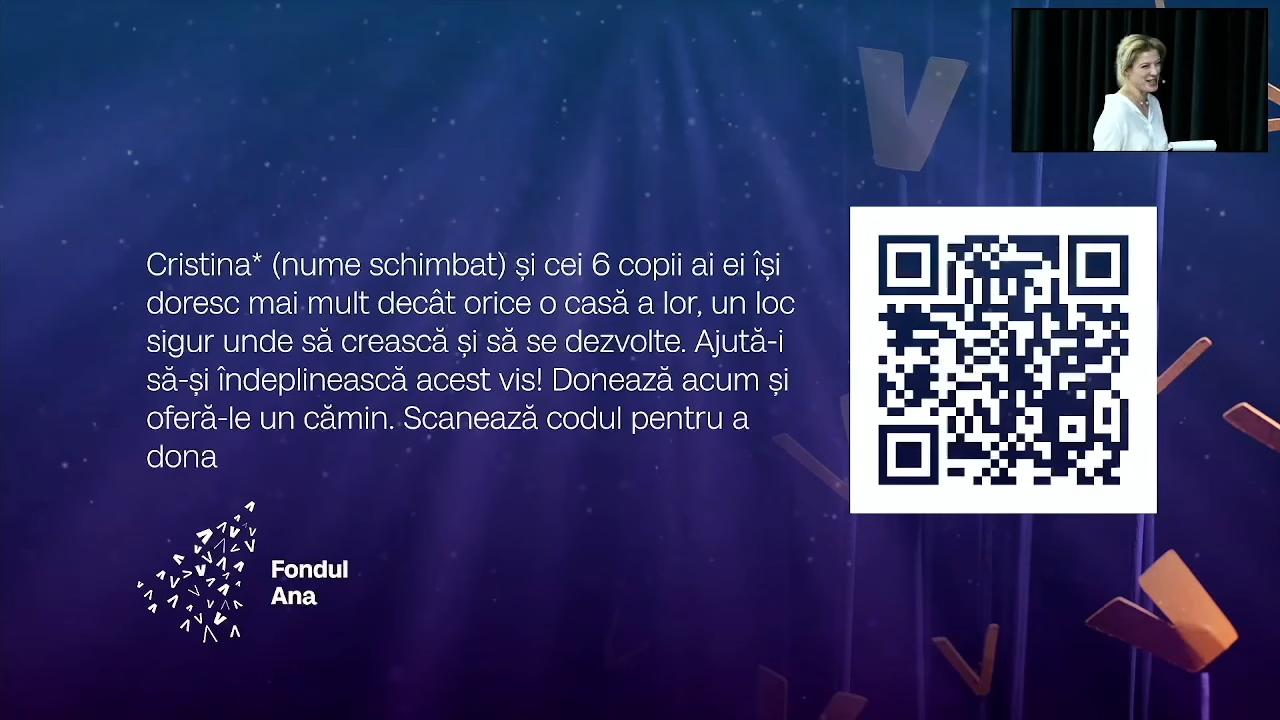 Cristina* (nume schimbat) și cei 6 copii ai ei își
doresc mai mult decât orice o casă a lor, un loc
sigur unde să crească și să se dezvolte. Ajută-i
să-și îndeplinească acest vis! Donează acum și
oferă-le un cămin. Scanează codul pentru a
dona
Fondul
Ana